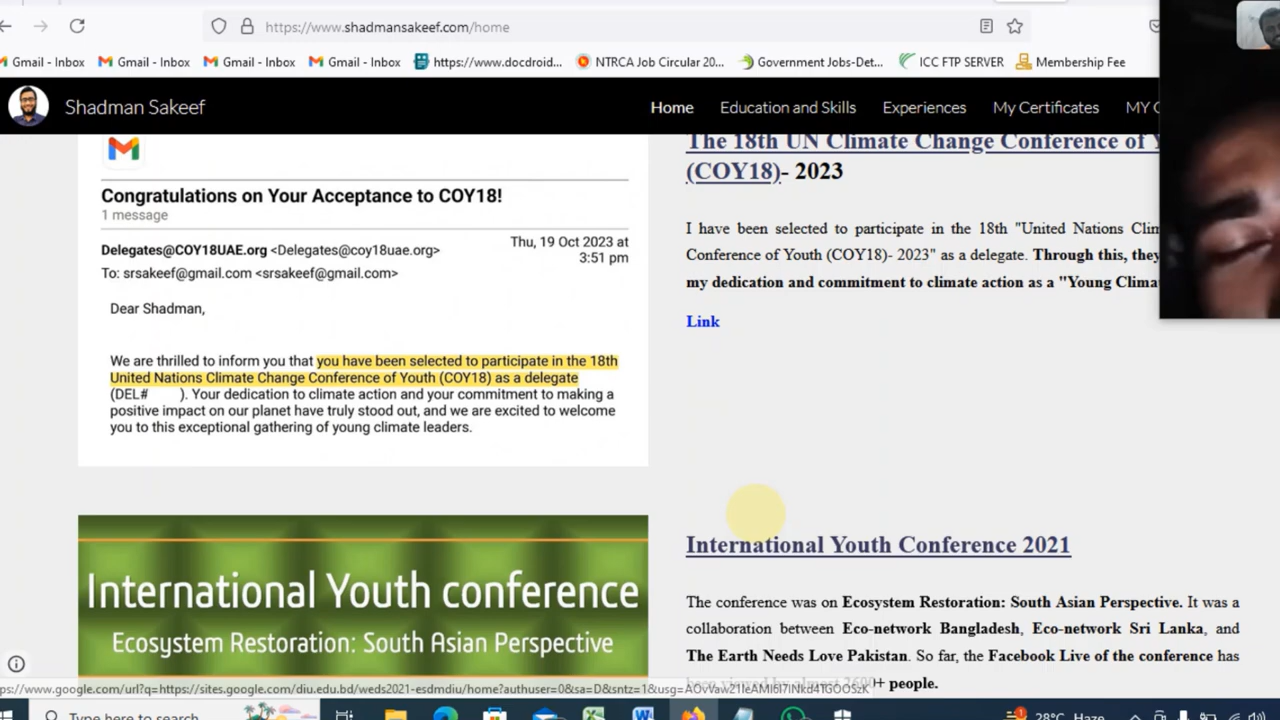 https://www.shadmansakeef.com/home
Gmail - Inbox
Gmail - Inbox
Gmail - Inbox
Gmail - Inbox
https://www.docdroid...
NTRCA Job Circular 20...
Government Jobs-Det...
ICC FTP SERVER
Membership Fee
Shadman Sakeef
Home
Education and Skills
Experiences
My Certificates
MY
Congratulations on Your Acceptance to COY18!
1 message
Delegates@COY18UAE.org <Delegates@coy18uae.org>
Thu, 19 Oct 2023 at
3:51 pm
To: srsakeef@gmail.com <srsakeef@gmail.com>
Dear Shadman,
We are thrilled to inform you that you have been selected to participate in the 18th
United Nations Climate Change Conference of Youth (COY18) as a delegate
(DEL# ). Your dedication to climate action and your commitment to making a
positive impact on our planet have truly stood out, and we are excited to welcome
you to this exceptional gathering of young climate leaders.
The 18th UN Climate Change Conference of
(COY18)- 2023
I have been selected to participate in the 18th "United Nations
Conference of Youth (COY18)- 2023" as a delegate. Through this, they
my dedication and commitment to climate action as a "Young
Link
International Youth conference
Ecosystem Restoration: South Asian Perspective
International Youth Conference 2021
The conference was on Ecosystem Restoration: South Asian Perspective. It was a
collaboration between Eco-network Bangladesh, Eco-network Sri Lanka, and
The Earth Needs Love Pakistan. So far, the Facebook Live of the conference has
people.
Type here to search
28°C Haze